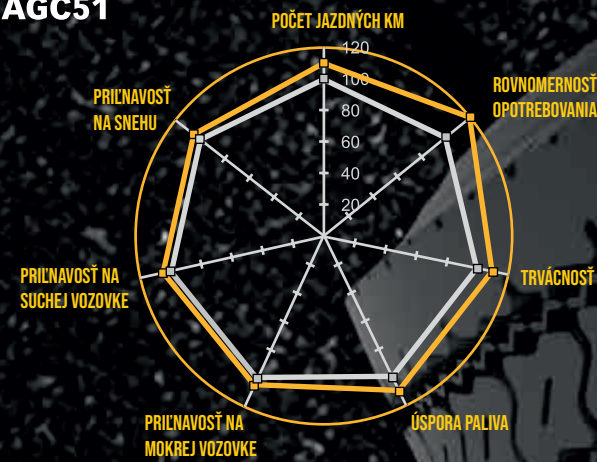 AGC51
POČET JAZDNÝCH KM
120
100
80
60
40
20
ROVNOMERNOSŤ
OPOTREBOVANIA
TRVÁCNOSŤ
ÚSPORA PALIVA
PRIĽNAVOSŤ NA
MOKREJ VOZOVKE
PRIĽNAVOSŤ NA
SUCHEJ VOZOVKE
PRIĽNAVOSŤ
NA SNEHU